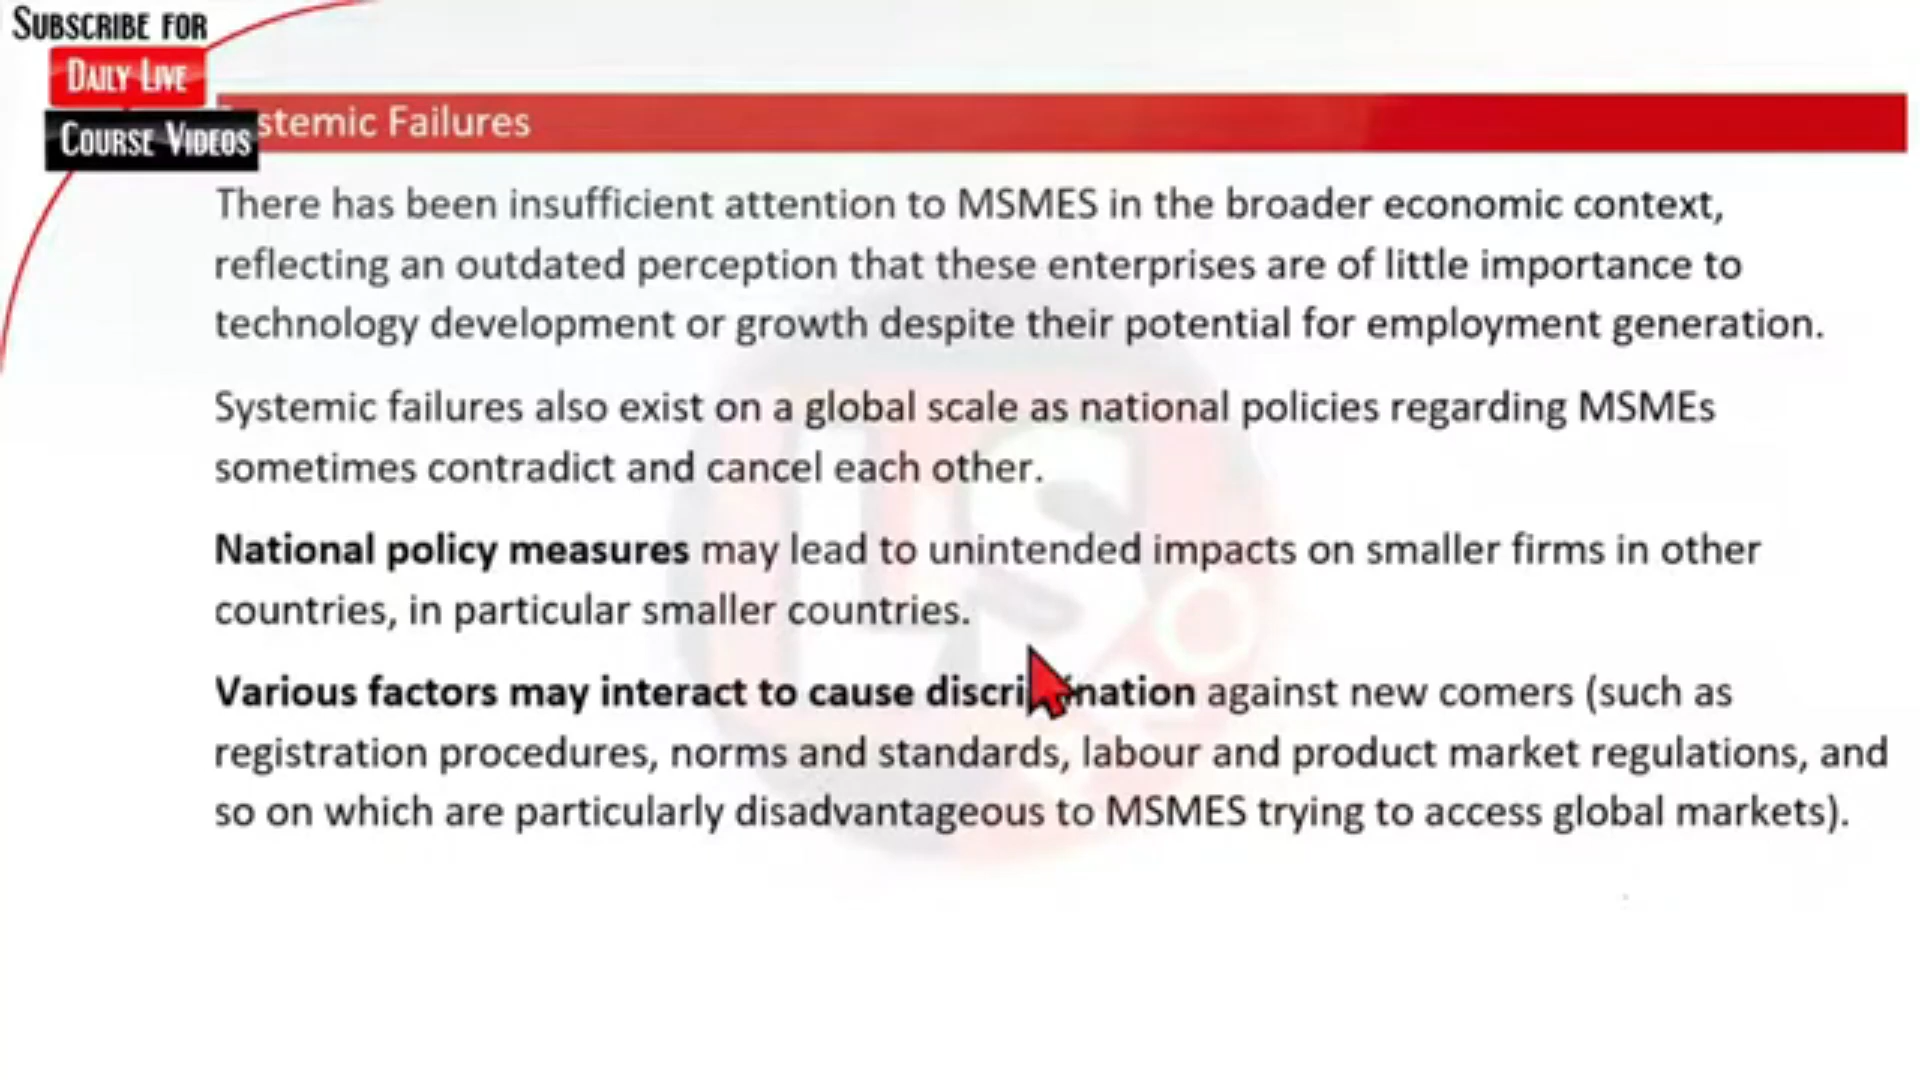 SUBSCRIBE FOR
DAILY LIVE
COURSE VIDEOS
stemic Failures
There has been insufficient attention to MSMES in the broader economic context,
reflecting an outdated perception that these enterprises are of little importance to
technology development or growth despite their potential for employment generation.
Systemic failures also exist on a global scale as national policies regarding MSMEs
sometimes contradict and cancel each other.
National policy measures may lead to unintended impacts on smaller firms in other
countries, in particular smaller countries.
Various factors may interact to cause discrimination against new comers (such as
registration procedures, norms and standards, labour and product market regulations, and
so on which are particularly disadvantageous to MSMES trying to access global markets).
LS